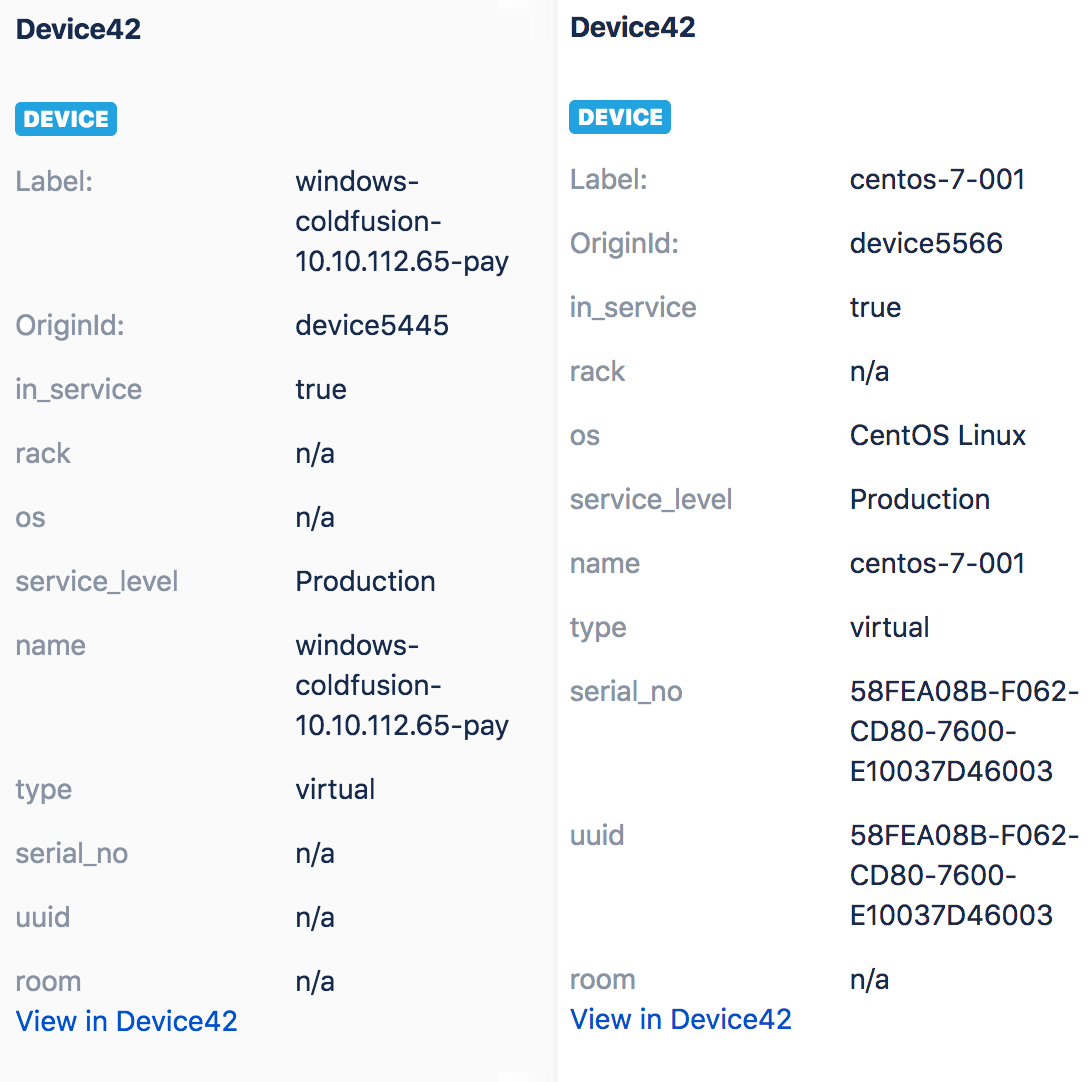 Device42
DEVICE
Label: windows-
coldfusion-
10.10.112.65-pay
OriginId: device5445
in_service true
rack n/a
os n/a
service_level Production
name windows-
coldfusion-
10.10.112.65-pay
type virtual
serial_no n/a
uuid n/a
room n/a
View in Device42
Device42
DEVICE
Label: centos-7-001
OriginId: device5566
in_service true
rack n/a
os CentOS Linux
service_level Production
name centos-7-001
type virtual
serial_no 58FEA08B-F062-
CD80-7600-
E10037D46003
uuid 58FEA08B-F062-
CD80-7600-
E10037D46003
room n/a
View in Device42